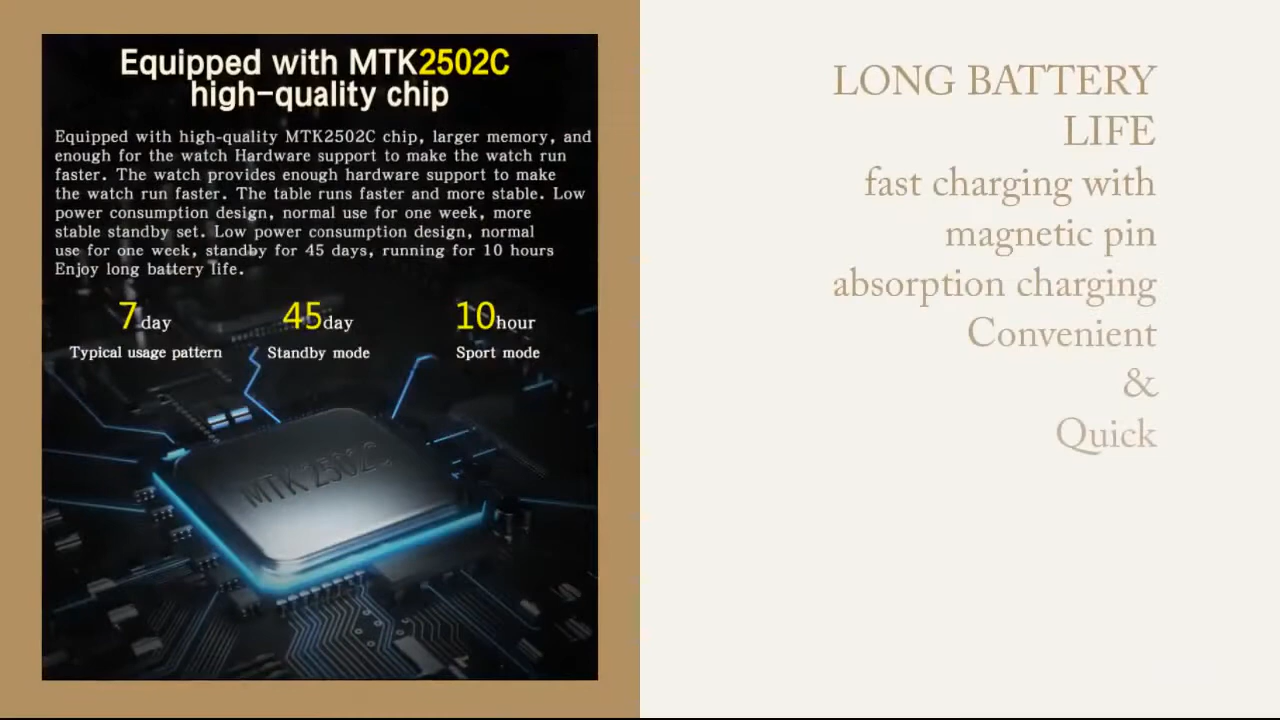 Equipped with MTK2502C
high-quality chip
Equipped with high-quality MTK2502C chip, larger memory, and
enough for the watch Hardware support to make the watch run
faster. The watch provides enough hardware support to make
the watch run faster. The table runs faster and more stable. Low
power consumption design, normal use for one week, more
stable standby set. Low power consumption design, normal
use for one week, standby for 45 days, running for 10 hours
Enjoy long battery life.
7day 45day 10hour
Typical usage pattern Standby mode Sport mode
MTK 2502C
LONG BATTERY
LIFE
fast charging with
magnetic pin
absorption charging
Convenient
&
Quick